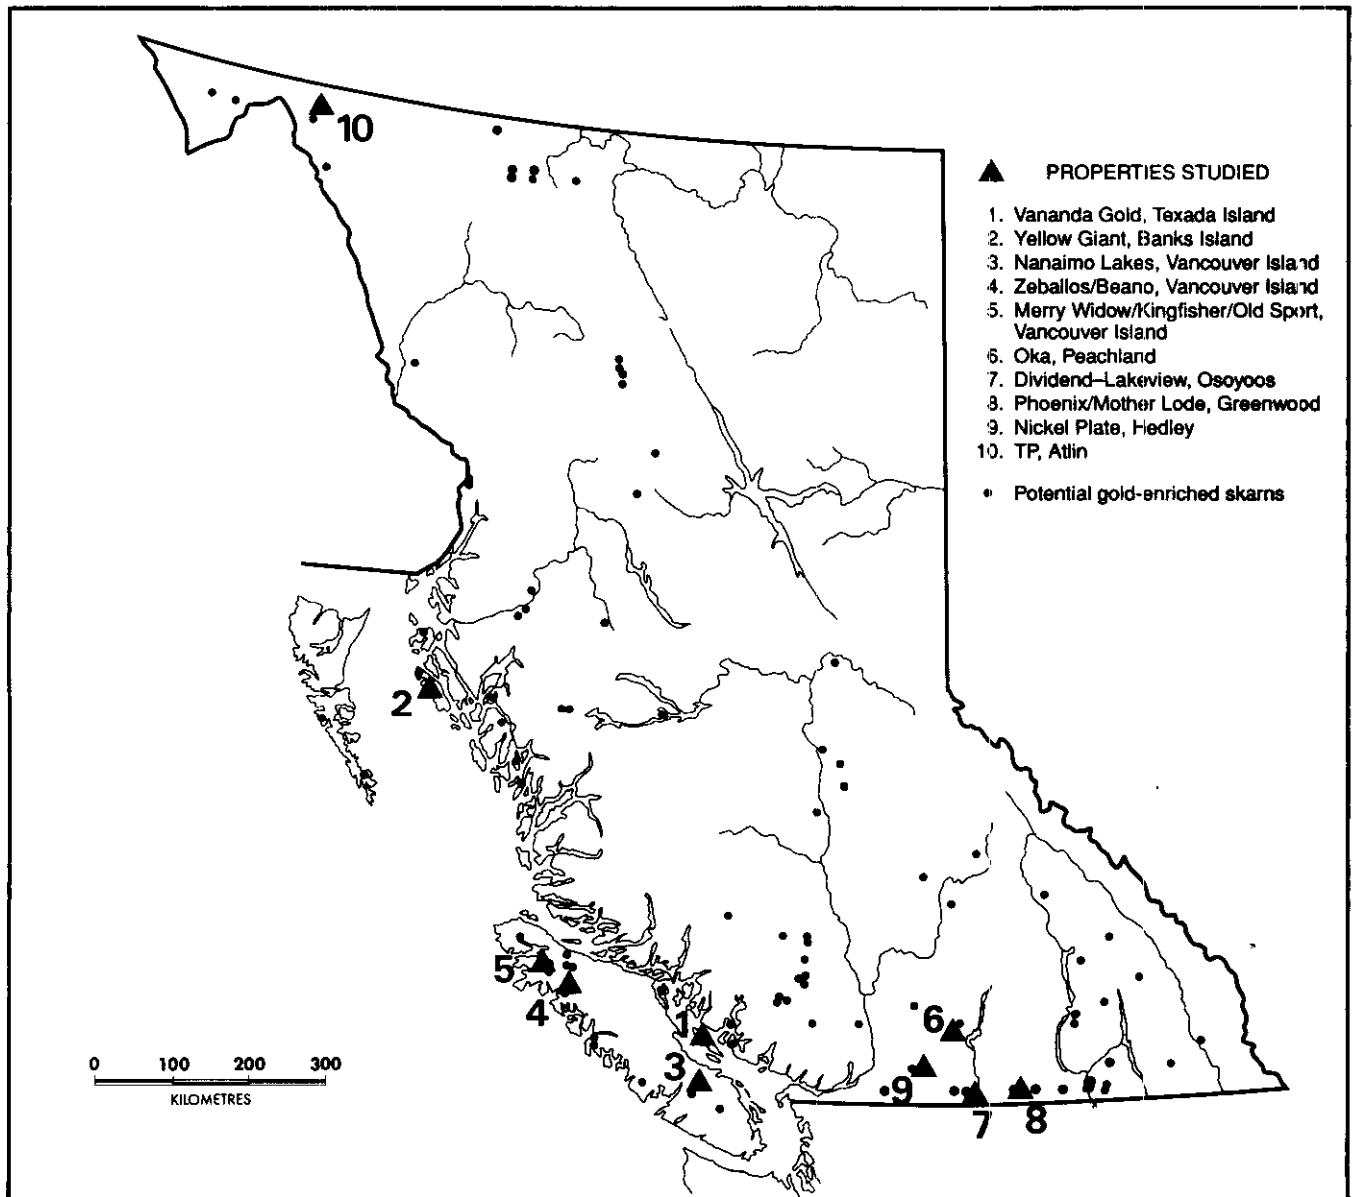 10
PROPERTIES STUDIED
1. Vananda Gold, Texada Island
2. Yellow Giant, Banks Island
3. Nanaimo Lakes, Vancouver Island
4. Zeballos/Beano, Vancouver Island
5. Merry Widow/Kingfisher/Old Sport,
Vancouver Island
6. Oka, Peachland
7. Dividend–Lakeview, Osoyoos
8. Phoenix/Mother Lode, Greenwood
9. Nickel Plate, Hedley
10. TP, Atlin
Potential gold-enriched skarns
2
5
4
1
6
3
9
7
8
0 100 200 300
KILOMETRES